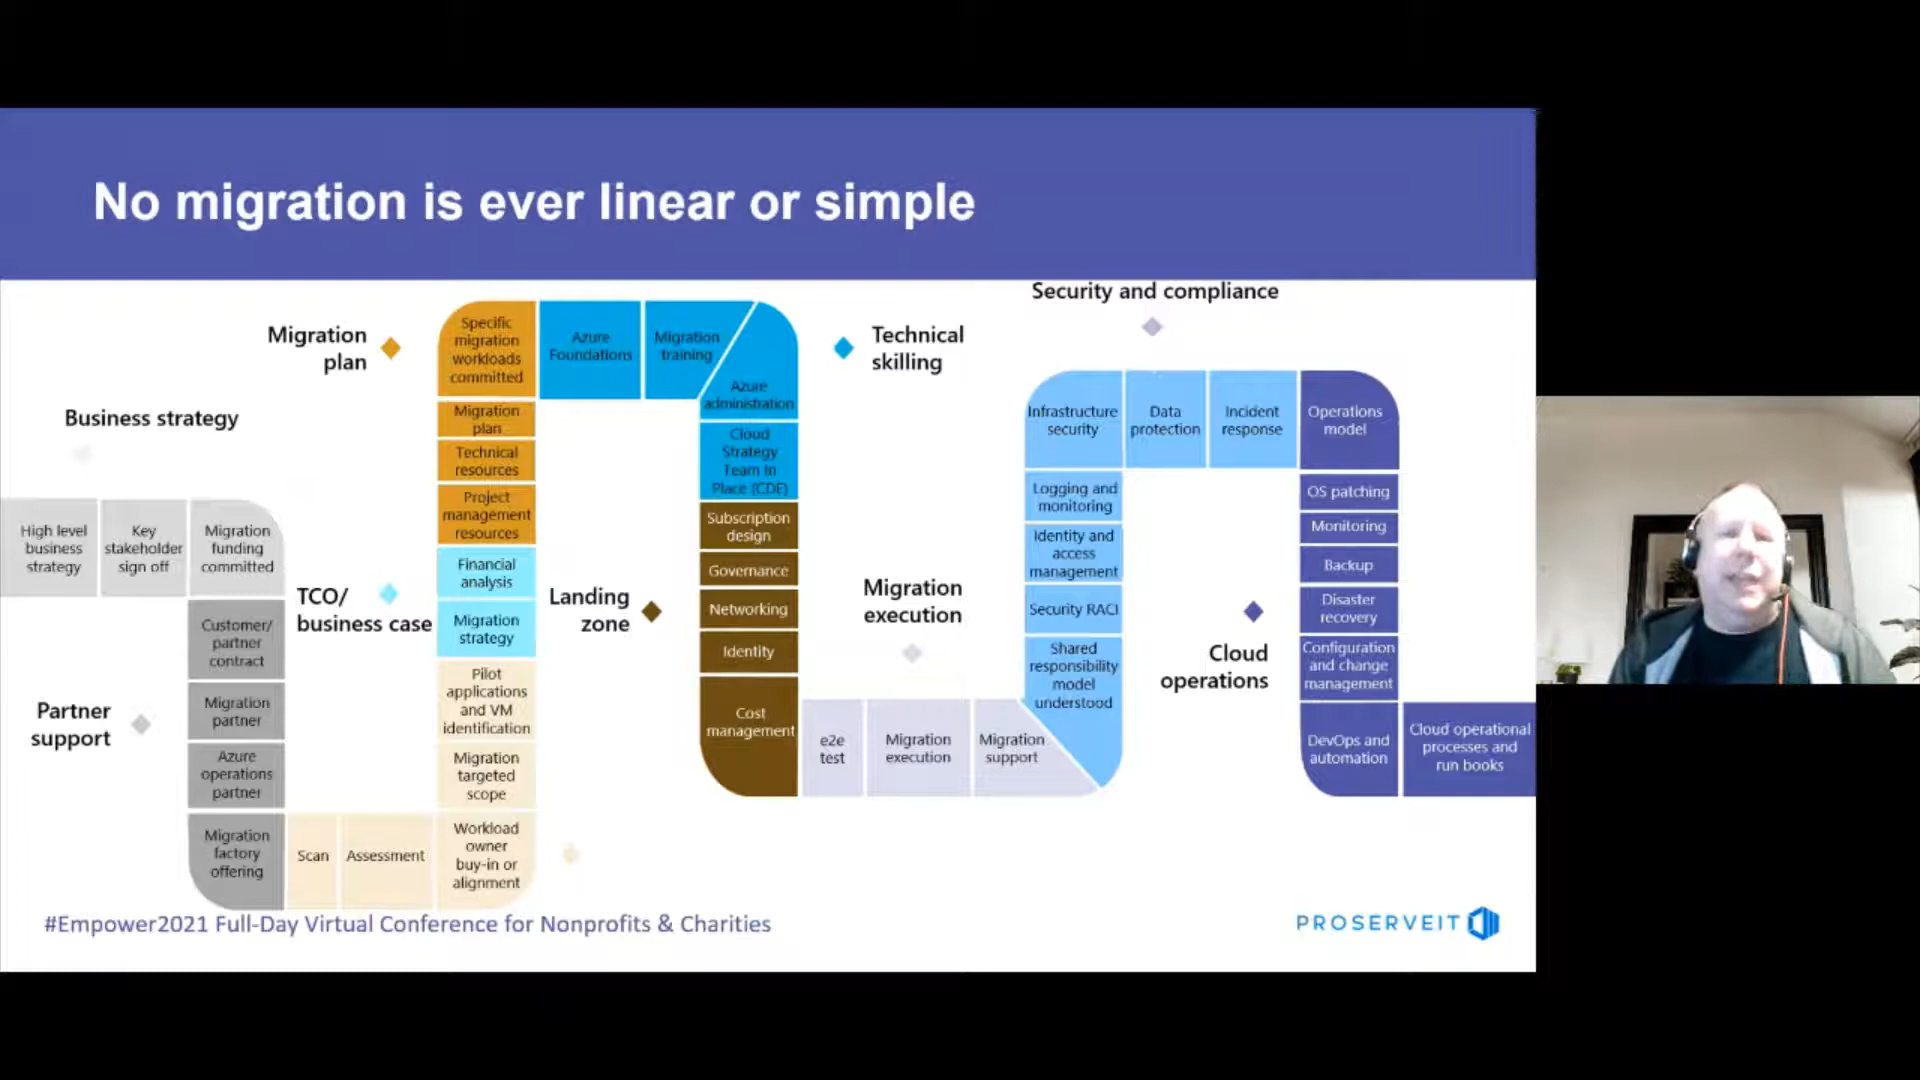 No migration is ever linear or simple
Business strategy
High level
business
strategy
Key
stakeholder
sign off
Migration
funding
committed
Partner
support
Customer/
partner
contract
Migration
partner
Azure
operations
partner
Migration
factory
offering
Scan
Assessment
Workload
owner
buy-in or
alignment
Migration
targeted
scope
Pilot
applications
and VM
identification
TCO/
business case
Migration
strategy
Financial
analysis
Migration
plan
Project
management
resources
Technical
resources
Migration
plan
Specific
migration
workloads
committed
Azure
Foundations
Migration
training
Azure
administration
Cloud
Strategy
Team In
Place (CDF)
Technical
skilling
Landing
zone
Subscription
design
Governance
Networking
Identity
Cost
management
Migration
execution
e2e
test
Migration
execution
Migration
support
Security and compliance
Shared
responsibility
model
understood
Security RACI
Identity and
access
management
Logging and
monitoring
Infrastructure
security
Data
protection
Incident
response
Cloud
operations
Operations
model
OS patching
Monitoring
Backup
Disaster
recovery
Configuration
and change
management
DevOps and
automation
Cloud operational
processes and
run books
#Empower2021 Full-Day Virtual Conference for Nonprofits & Charities
PROSERVEIT